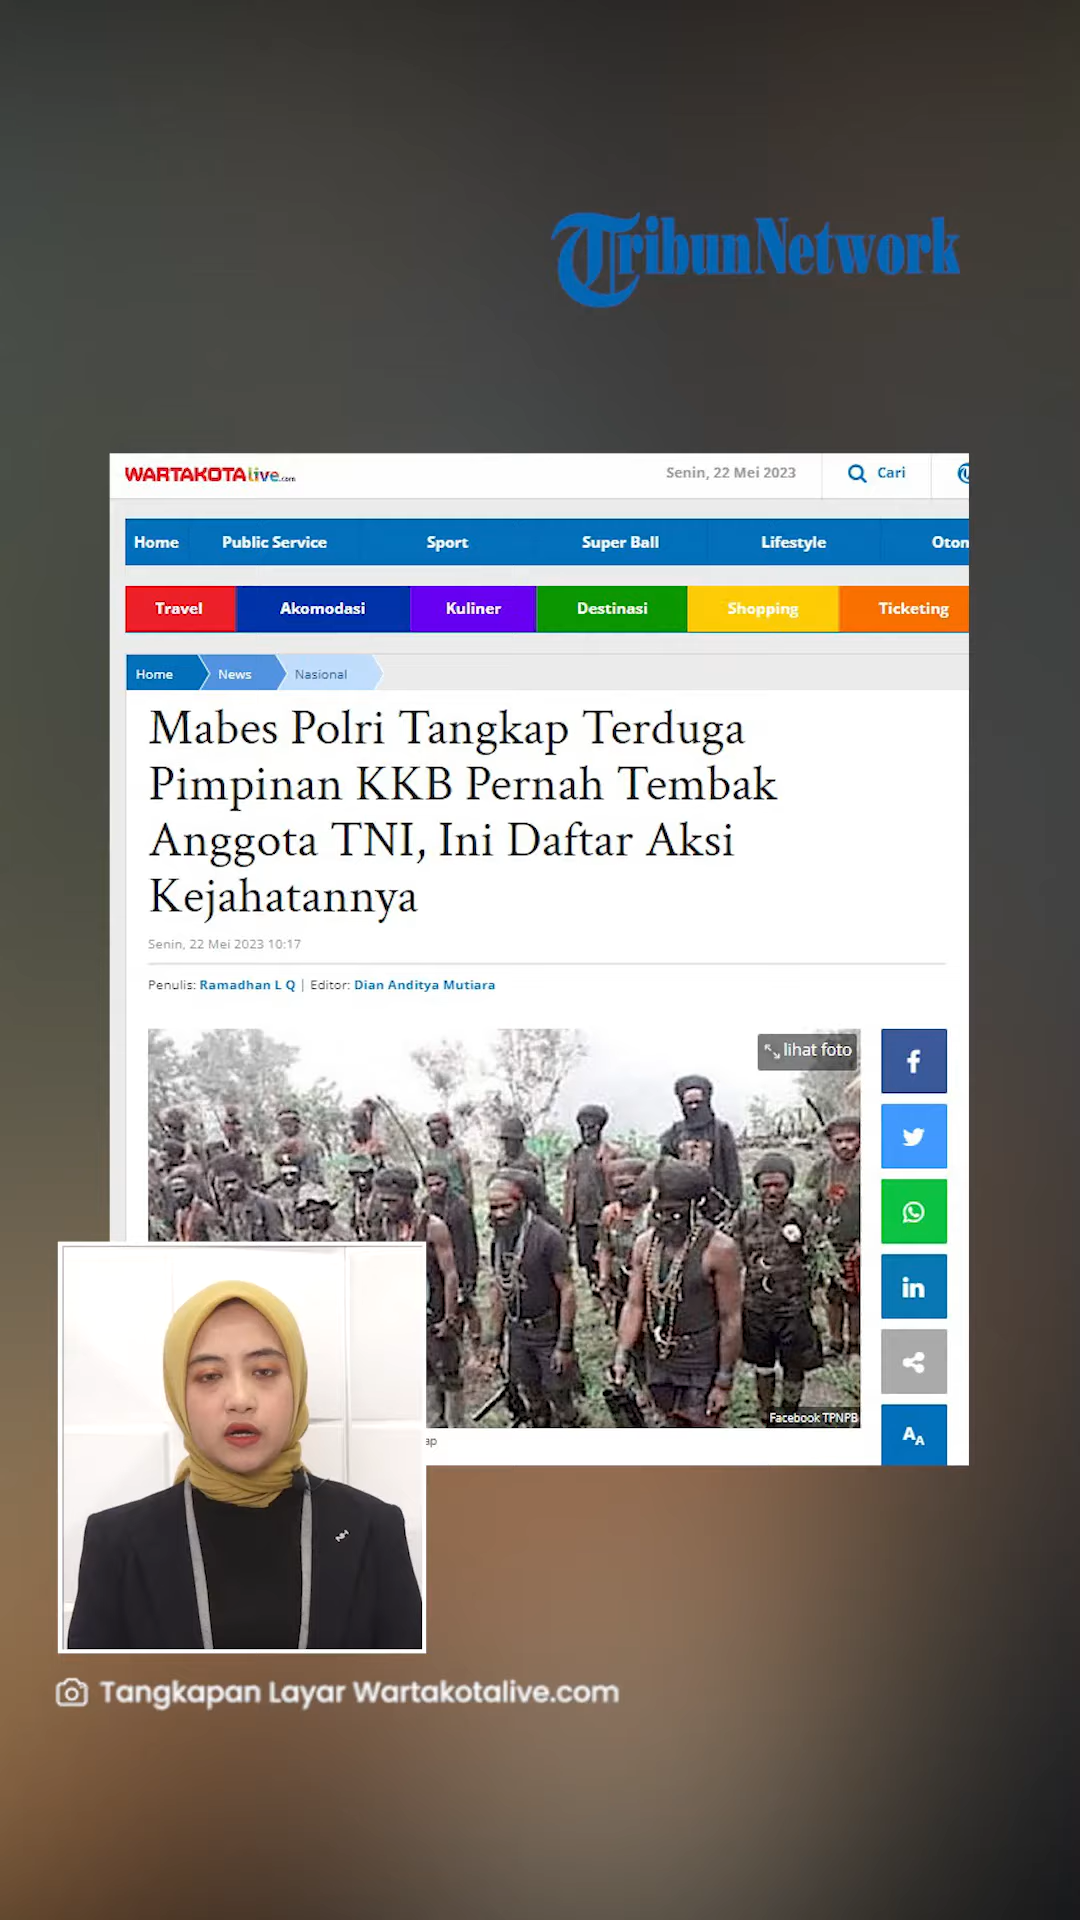 TribunNetwork
WARTAKOTAlive.com
Senin, 22 Mei 2023
Cari
Home
Public Service
Sport
Super Ball
Lifestyle
Otom
Travel
Akomodasi
Kuliner
Destinasi
Shopping
Ticketing
Home
News
Nasional
Mabes Polri Tangkap Terduga
Pimpinan KKB Pernah Tembak
Anggota TNI, Ini Daftar Aksi
Kejahatannya
Senin, 22 Mei 2023 10:17
Penulis: Ramadhan L Q | Editor: Dian Anditya Mutiara
lihat foto
Facebook TPNPB
ap
AA
Tangkapan Layar Wartakotalive.com